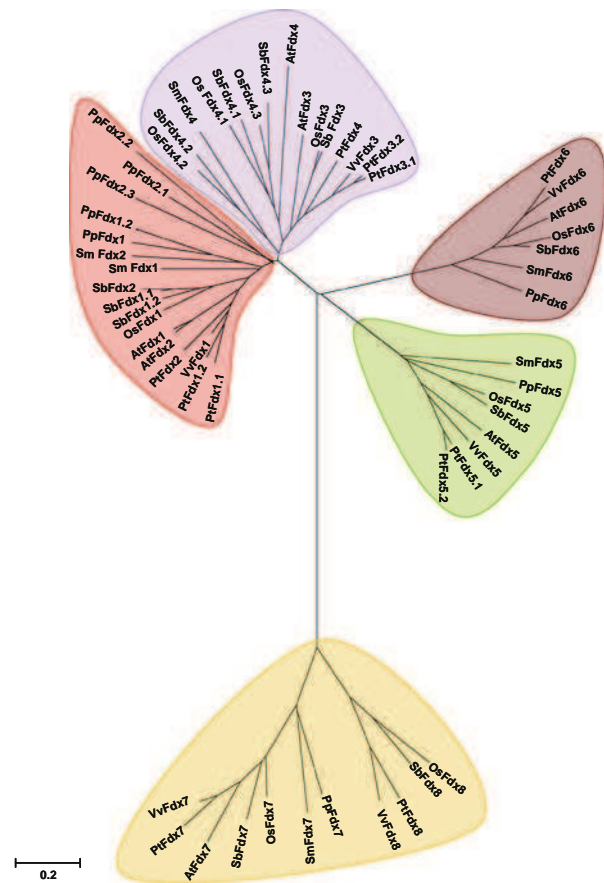 AtFdx4
SbFdx4.3
OsFdx4.3
SbFdx4.1
Os Fdx4.1
SmFdx4
SbFdx4.2
OsFdx4.2
AtFdx3
OsFdx3
Sb Fdx3
PtFdx4
VvFdx3
PtFdx3.2
PtFdx3.1
PpFdx2.2
PpFdx2.1
PpFdx2.3
PpFdx1.2
PpFdx1
Sm Fdx2
Sm Fdx1
SbFdx2
SbFdx1.1
SbFdx1.2
OsFdx1
AtFdx1
AtFdx2
PtFdx2
VvFdx1
PtFdx1.2
PtFdx1.1
PtFdx6
VvFdx6
AtFdx6
OsFdx6
SbFdx6
SmFdx6
PpFdx6
SmFdx5
PpFdx5
OsFdx5
SbFdx5
AtFdx5
VvFdx5
PtFdx5.1
PtFdx5.2
VvFdx7
PtFdx7
AtFdx7
SbFdx7
OsFdx7
SmFdx7
PpFdx7
VvFdx8
PtFdx8
SbFdx8
OsFdx8
0.2